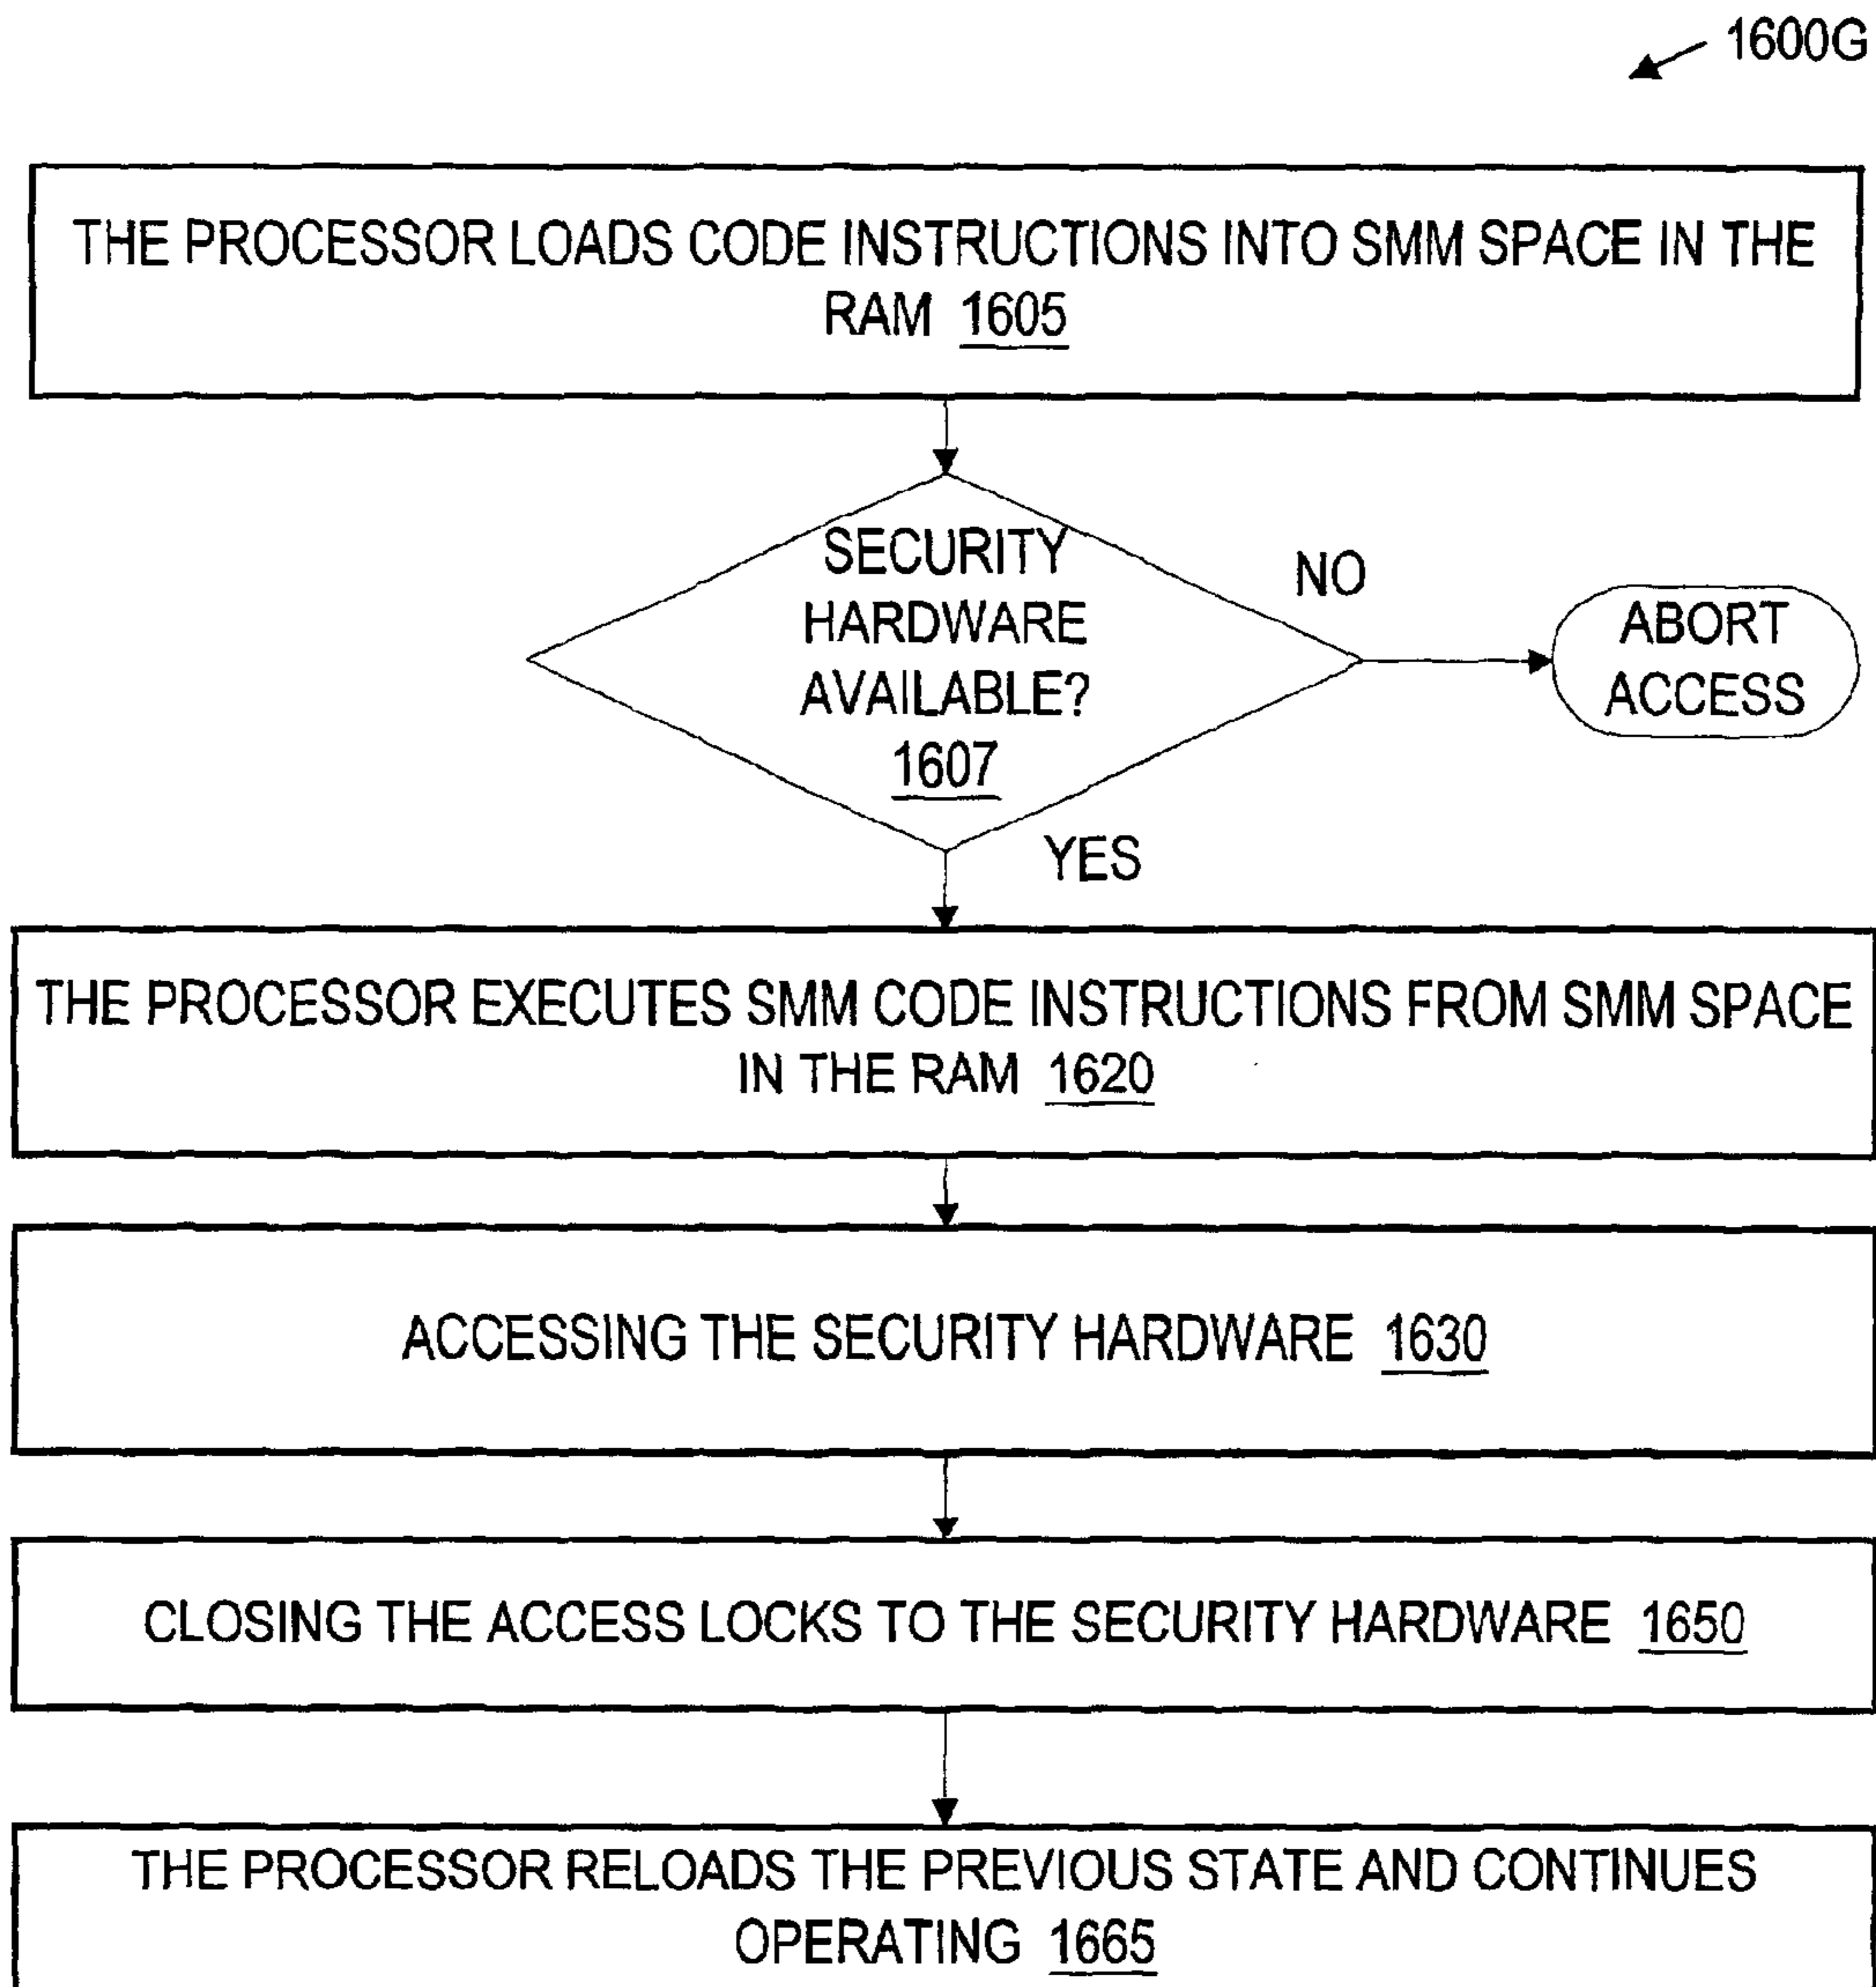 1600G
THE PROCESSOR LOADS CODE INSTRUCTIONS INTO SMM SPACE IN THE
RAM 1605
SECURITY
HARDWARE
AVAILABLE?
1607
NO
ABORT
ACCESS
YES
THE PROCESSOR EXECUTES SMM CODE INSTRUCTIONS FROM SMM SPACE
IN THE RAM 1620
ACCESSING THE SECURITY HARDWARE 1630
CLOSING THE ACCESS LOCKS TO THE SECURITY HARDWARE 1650
THE PROCESSOR RELOADS THE PREVIOUS STATE AND CONTINUES
OPERATING 1665